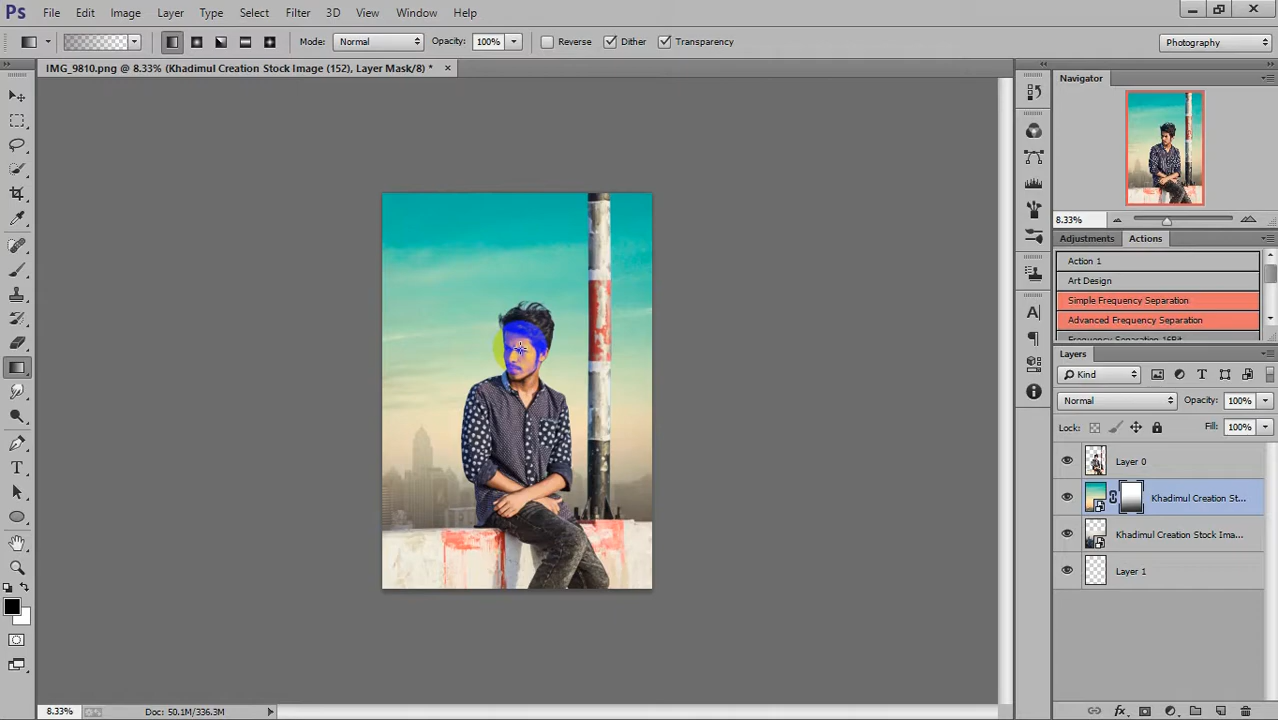 Ps File Edit Image Layer Type Select Filter 3D View Window Help
Mode: Normal Opacity: 100% Reverse Dither Transparency Photography
IMG_9810.png @ 8.33% (Khadimul Creation Stock Image (152), Layer Mask/8) * ×
Navigator
8.33%
Adjustments Actions
Action 1
Art Design
Simple Frequency Separation
Advanced Frequency Separation
Frequency Separation 16Bit
Layers
Kind
Normal Opacity: 100%
Lock: Fill: 100%
Layer 0
Khadimul Creation St...
Khadimul Creation Stock Ima...
Layer 1
8.33% Doc: 50.1M/336.3M